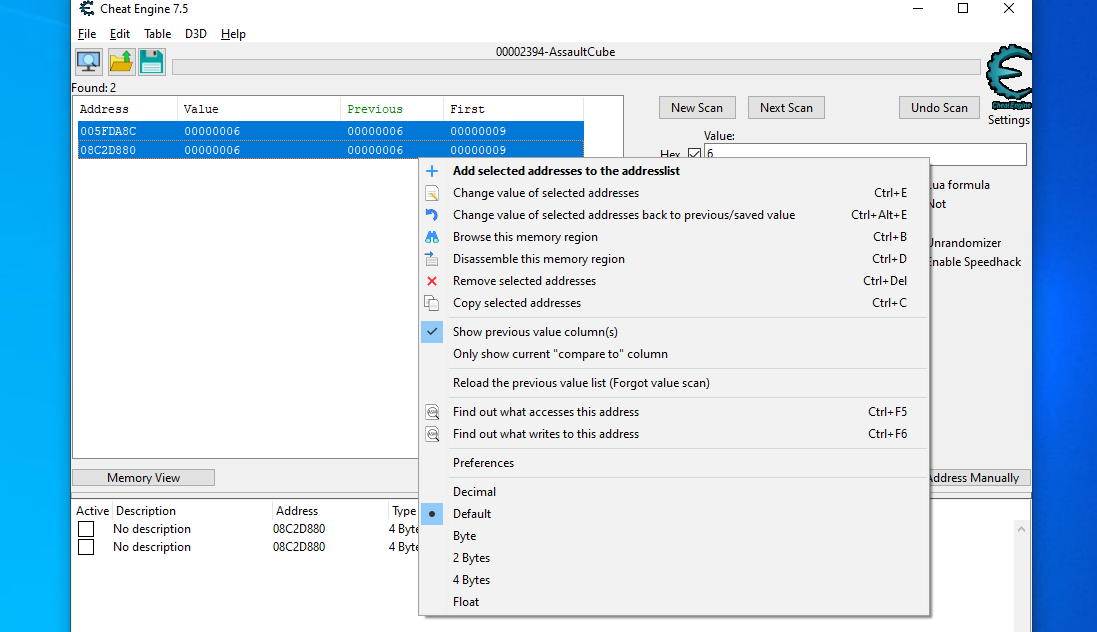 Cheat Engine 7.5
File Edit Table D3D Help
00002394-AssaultCube
Found: 2
Cheat Engine
Settings
Address Value Previous First
005FDA8C 00000006 00000006 00000009
08C2D880 00000006 00000006 00000009
New Scan Next Scan Undo Scan
Value:
Hex 6
Lua formula
Not
Unrandomizer
Enable Speedhack
Add selected addresses to the addresslist
Change value of selected addresses Ctrl+E
Change value of selected addresses back to previous/saved value Ctrl+Alt+E
Browse this memory region Ctrl+B
Disassemble this memory region Ctrl+D
Remove selected addresses Ctrl+Del
Copy selected addresses Ctrl+C
Show previous value column(s)
Only show current "compare to" column
Reload the previous value list (Forgot value scan)
Find out what accesses this address Ctrl+F5
Find out what writes to this address Ctrl+F6
Preferences
Decimal
Default
Byte
2 Bytes
4 Bytes
Float
Memory View
Address Manually
Active Description Address Type
No description 08C2D880 4 Byte
No description 08C2D880 4 Byte